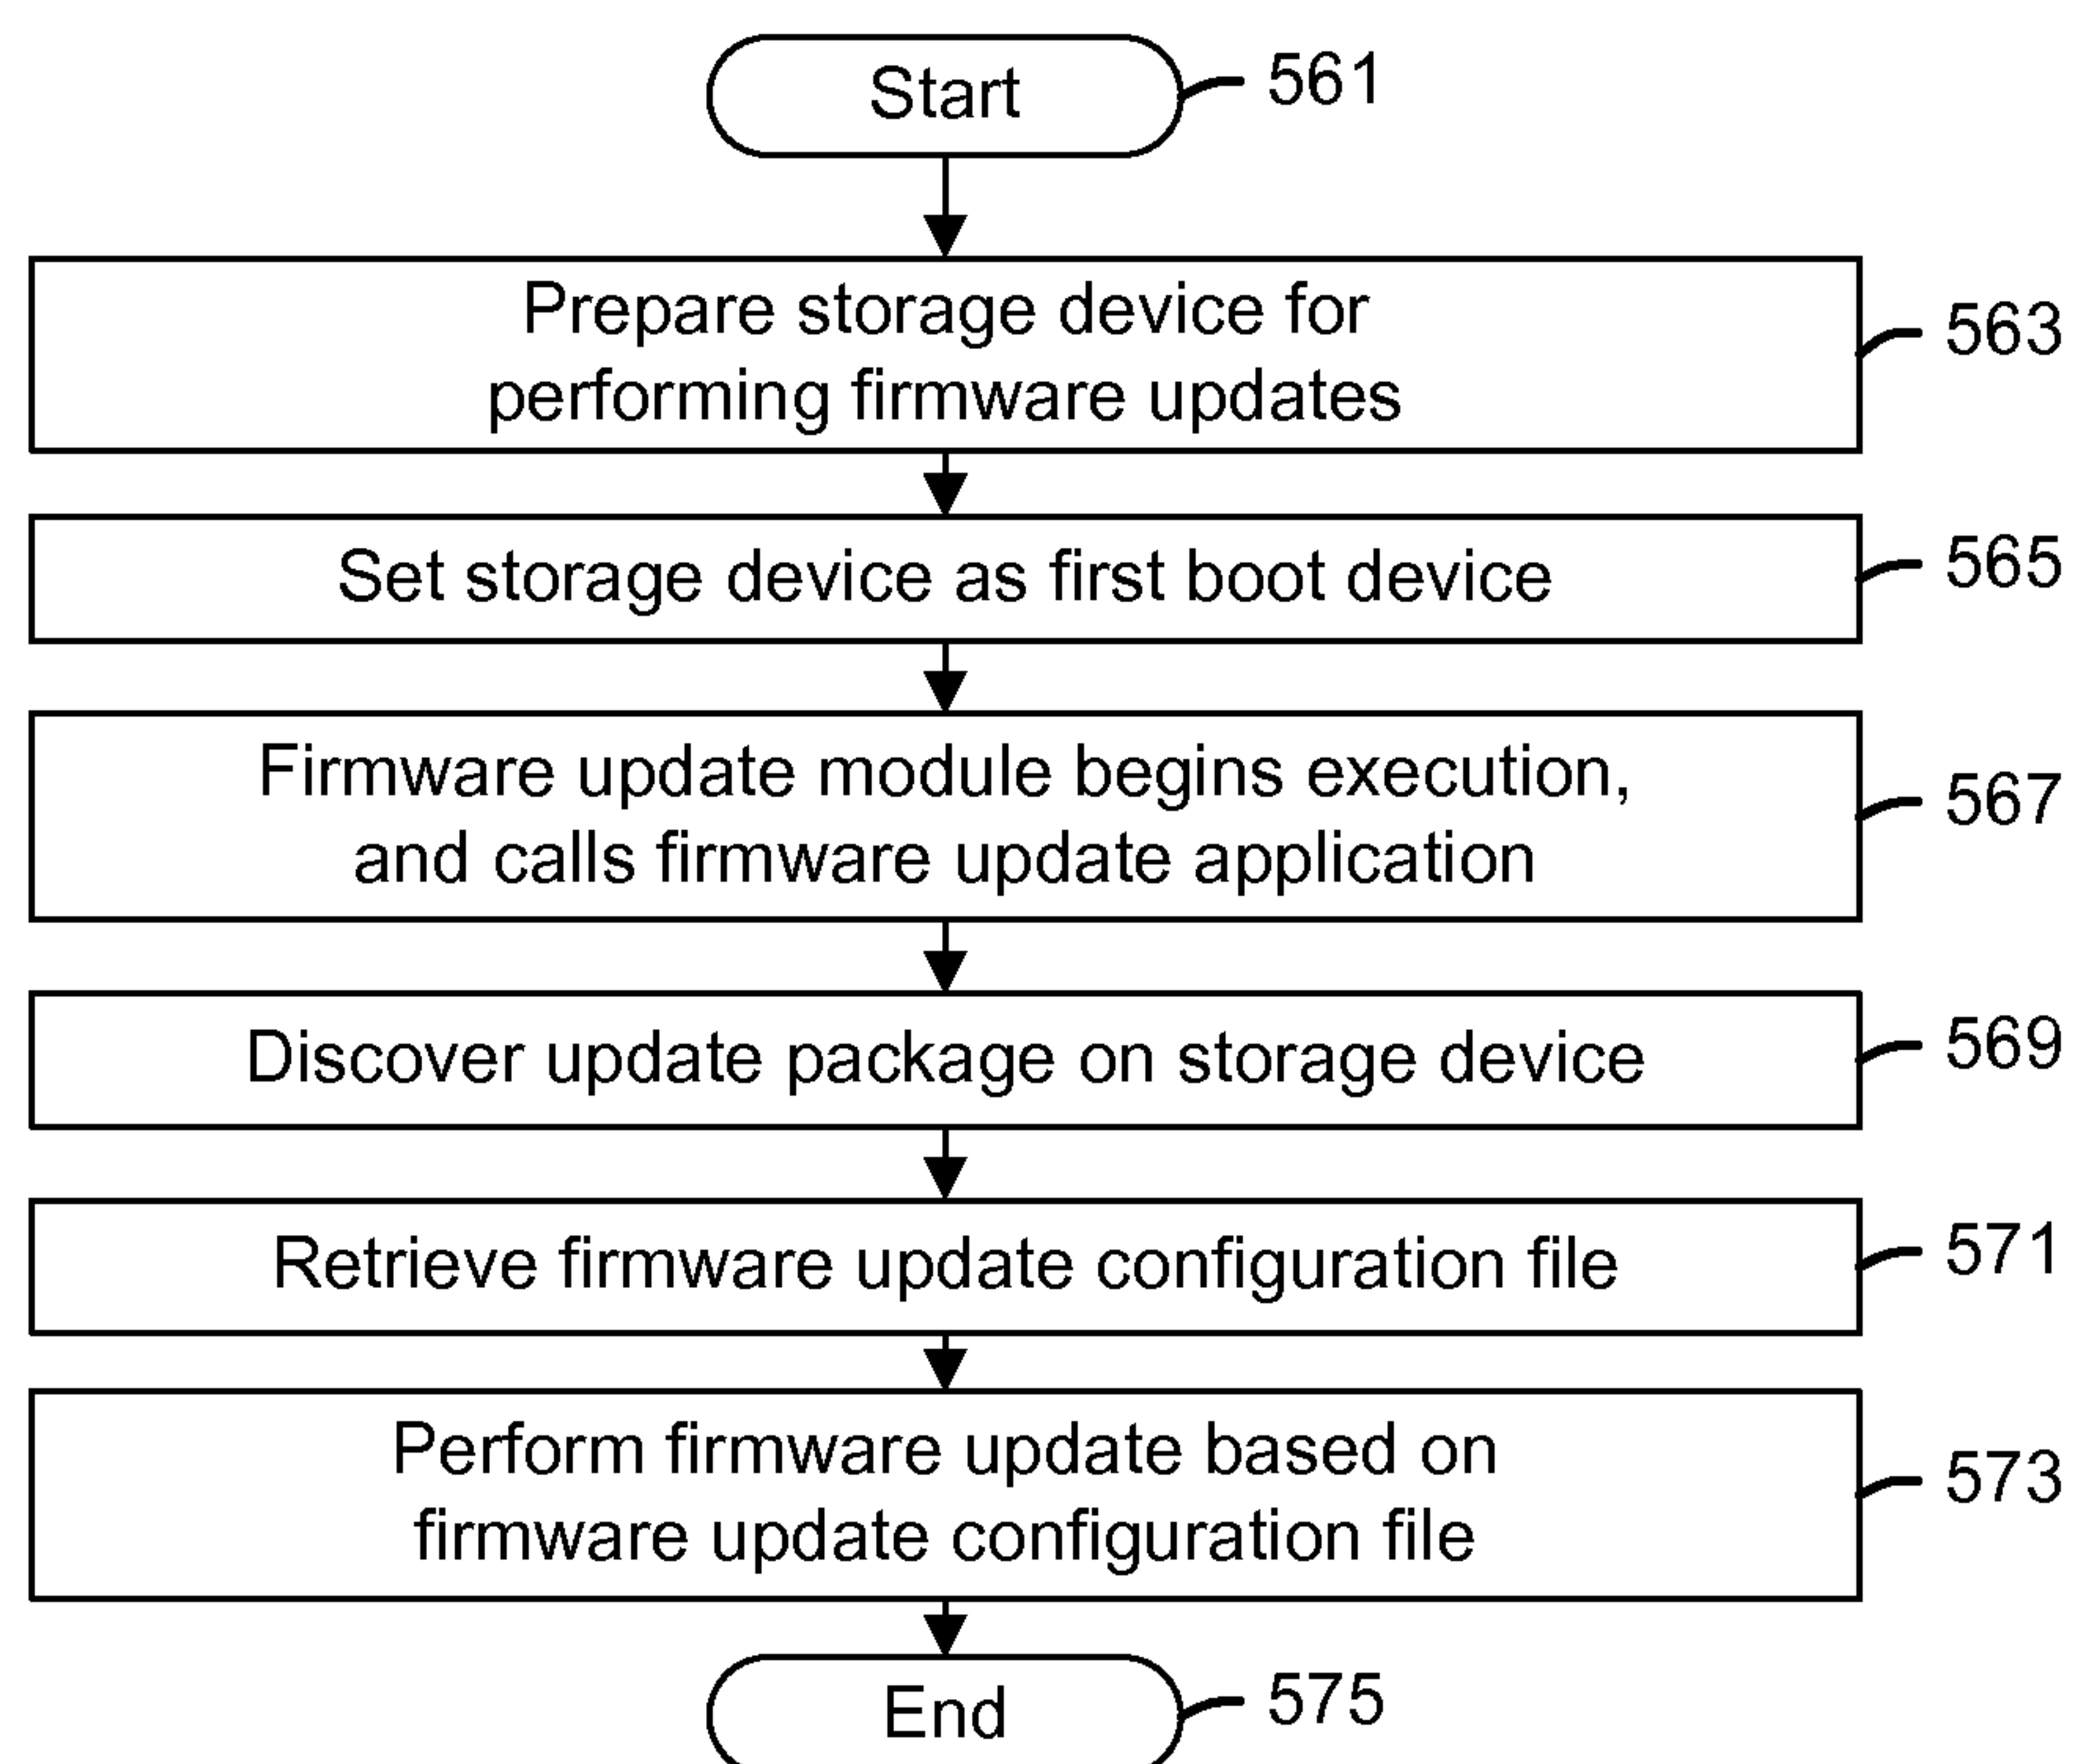 Start
561
Prepare storage device for
performing firmware updates
563
Set storage device as first boot device
565
Firmware update module begins execution,
and calls firmware update application
567
Discover update package on storage device
569
Retrieve firmware update configuration file
571
Perform firmware update based on
firmware update configuration file
573
End
575